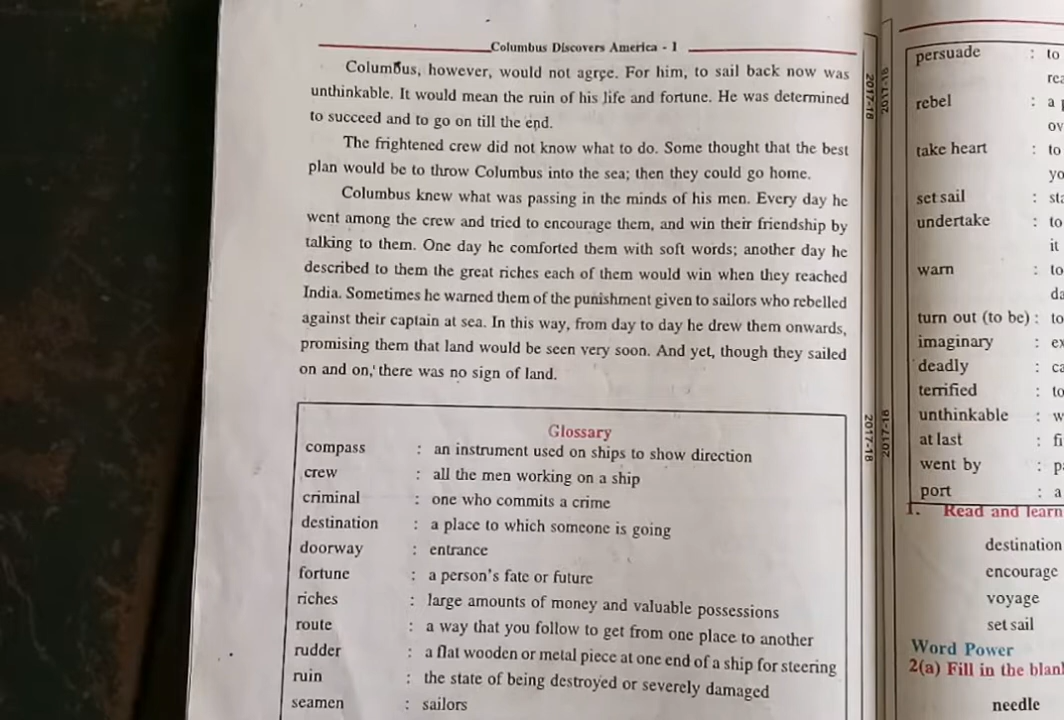 Columbus Discovers America - 1
Columbus, however, would not agree. For him, to sail back now was
unthinkable. It would mean the ruin of his life and fortune. He was determined
to succeed and to go on till the end.
The frightened crew did not know what to do. Some thought that the best
plan would be to throw Columbus into the sea; then they could go home.
Columbus knew what was passing in the minds of his men. Every day he
went among the crew and tried to encourage them, and win their friendship by
talking to them. One day he comforted them with soft words; another day he
described to them the great riches each of them would win when they reached
India. Sometimes he warned them of the punishment given to sailors who rebelled
against their captain at sea. In this way, from day to day he drew them onwards,
promising them that land would be seen very soon. And yet, though they sailed
on and on, there was no sign of land.
Glossary
compass : an instrument used on ships to show direction
crew : all the men working on a ship
criminal : one who commits a crime
destination : a place to which someone is going
doorway : entrance
fortune : a person's fate or future
riches : large amounts of money and valuable possessions
route : a way that you follow to get from one place to another
rudder : a flat wooden or metal piece at one end of a ship for steering
ruin : the state of being destroyed or severely damaged
seamen : sailors
2017-18
2017-18
2017-18
2017-18
persuade : to
rebel : a
take heart : to
set sail :
undertake : to
it
warn : to
turn out (to be) : to
imaginary :
deadly :
terrified : to
unthinkable :
at last :
went by :
port : a
1. Read and learn
destination
encourage
voyage
set sail
Word Power
2(a) Fill in the
needle